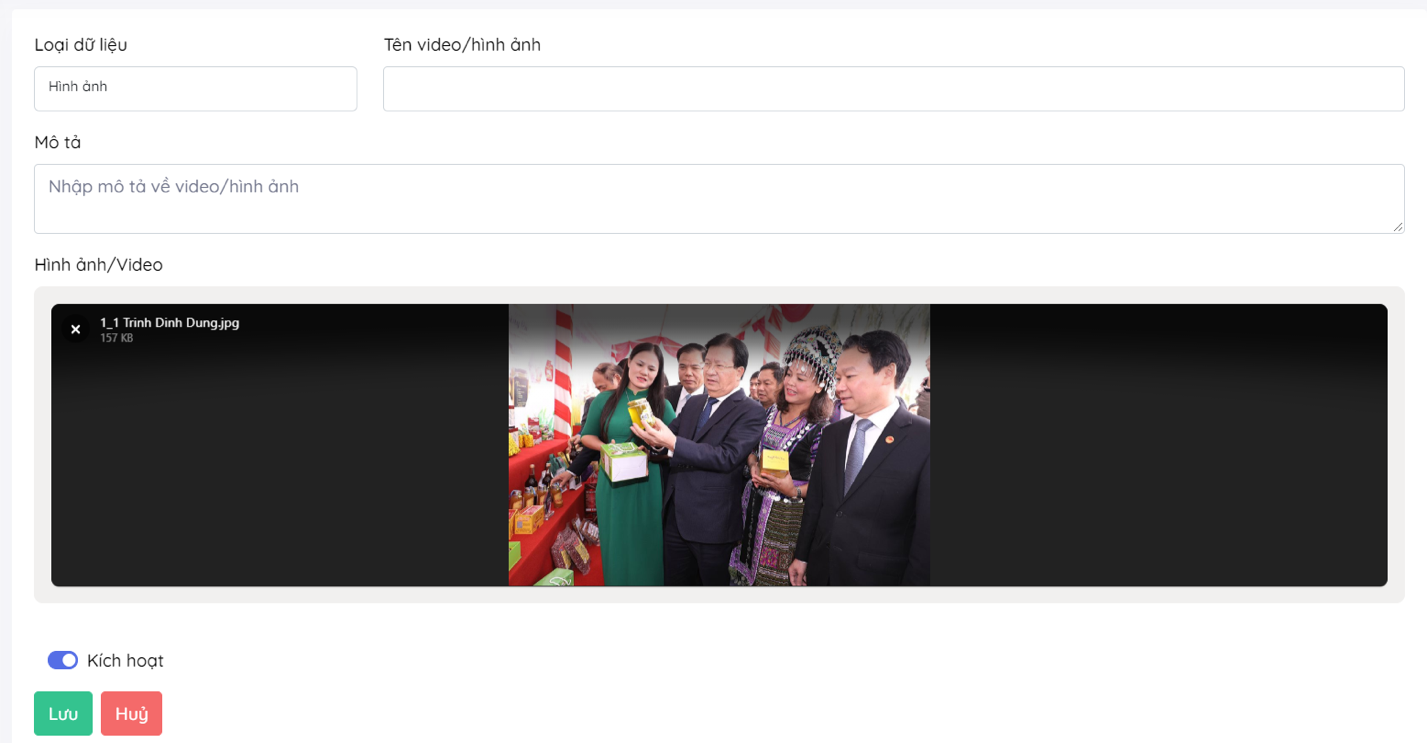 Loại dữ liệu
Tên video/hình ảnh
Hình ảnh
Mô tả
Nhập mô tả về video/hình ảnh
Hình ảnh/Video
1_1 Trinh Dinh Dung.jpg
157 KB
Kích hoạt
Lưu
Huỷ